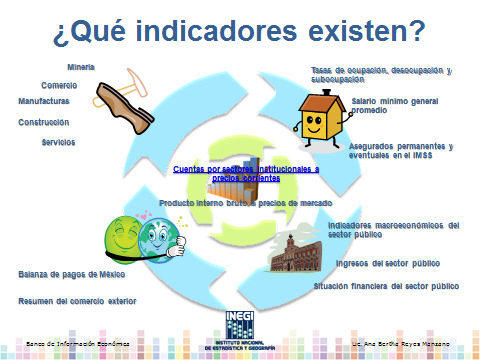 ¿Qué indicadores existen?
Minería
Comercio
Manufacturas
Construcción
Servicios
Tasas de ocupación, desocupación y
subocupación
Salario mínimo general
promedio
Asegurados permanentes y
eventuales en el IMSS
Cuentas por sectores institucionales a
precios corrientes
Producto interno bruto, a precios de mercado
Indicadores macroeconómicos del
sector público
Ingresos del sector público
Situación financiera del sector público
Balanza de pagos de México
Resumen del comercio exterior
INEGI
INSTITUTO NACIONAL
DE ESTADÍSTICA Y GEOGRAFÍA
Banco de Información Económica
Lic. Ana Bertha Reyes Manzano